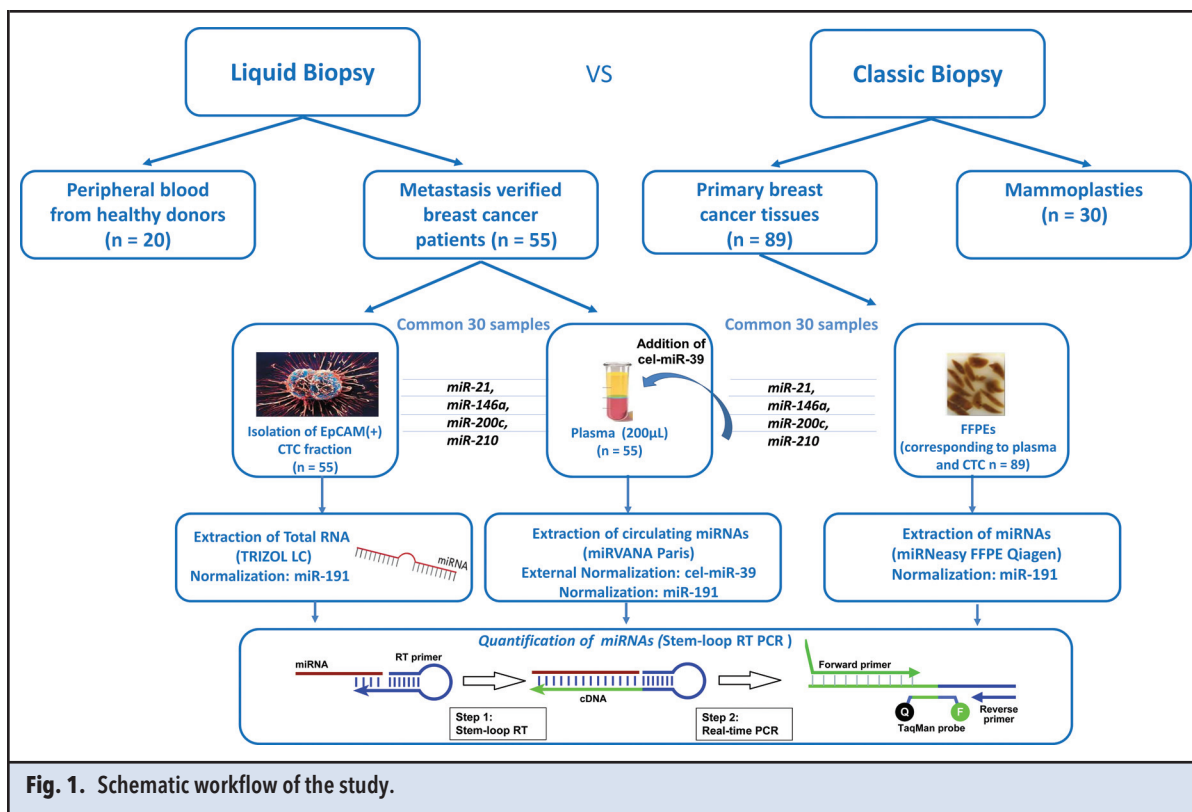 Liquid Biopsy
VS
Classic Biopsy
Peripheral blood
from healthy donors
(n = 20)
Metastasis verified
breast cancer
patients (n = 55)
Primary breast
cancer tissues
(n = 89)
Mammoplasties
(n = 30)
Isolation of EpCAM(+)
CTC fraction
(n = 55)
Common 30 samples
miR-21,
miR-146a,
miR-200c,
miR-210
Addition of
cel-miR-39
Plasma (200µL)
(n = 55)
Common 30 samples
miR-21,
miR-146a,
miR-200c,
miR-210
FFPEs
(corresponding to plasma
and CTC n = 89)
Extraction of Total RNA
(TRIZOL LC)
Normalization: miR-191
miRNA
Extraction of circulating miRNAs
(miRVANA Paris)
External Normalization: cel-miR-39
Normalization: miR-191
Extraction of miRNAs
(miRNeasy FFPE Qiagen)
Normalization: miR-191
Quantification of miRNAs (Stem-loop RT PCR )
miRNA
RT primer
Step 1:
Stem-loop RT
cDNA
Step 2:
Real-time PCR
Forward primer
Q
F
TaqMan probe
Reverse
primer
Fig. 1. Schematic workflow of the study.